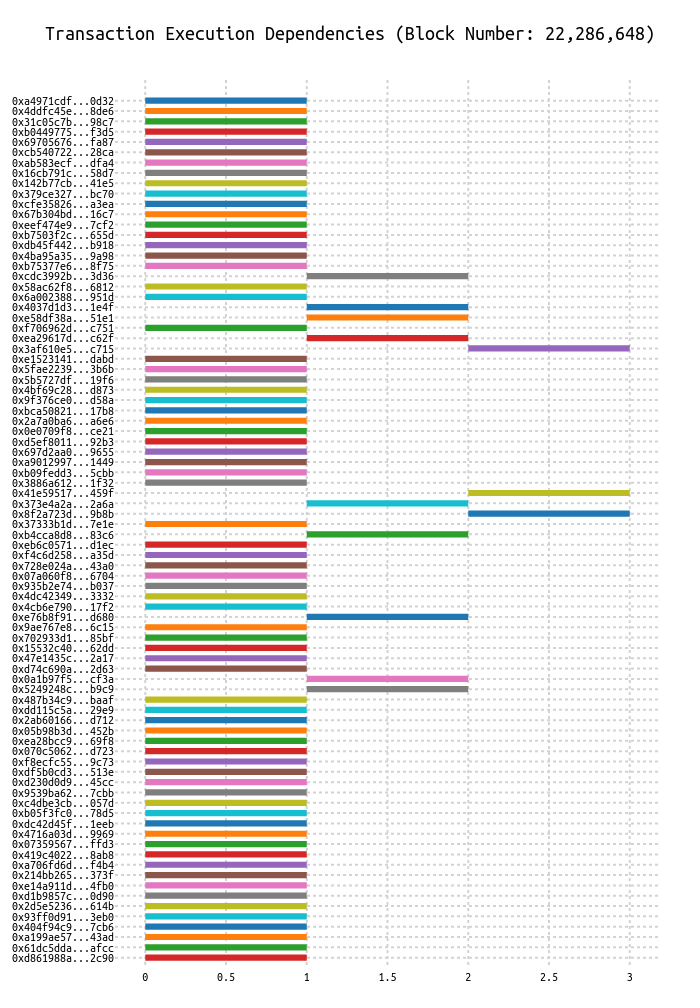 Transaction Execution Dependencies (Block Number: 22,286,648)
0xa4971cdf...0d32
0x4ddfc45e...8de6
0x31c05c7b...98c7
0xb0449775...f3d5
0x69705676...fa87
0xcb540722...28ca
0xab583ecf...dfa4
0x16cb791c...58d7
0x142b77cb...41e5
0x379ce327...bc70
0xcfe35826...a3ea
0x67b304bd...16c7
0xeef474e9...7cf2
0xb7503f2c...655d
0xdb45f442...b918
0x4ba95a35...9a98
0xb75377e6...8f75
0xcdc3992b...3d36
0x58ac62f8...6812
0x6a002388...951d
0x4037d1d3...1e4f
0xe58df38a...51e1
0xf706962d...c751
0xea29617d...c62f
0x3af610e5...c715
0xe1523141...dabd
0x5fae2239...3b6b
0x5b5727df...19f6
0x4bf69c28...d873
0x9f376ce0...d58a
0xbca50821...17b8
0x2a7a0ba6...a6e6
0x0e0709f8...ce21
0xd5ef8011...92b3
0x697d2aa0...9655
0xa9012997...1449
0xb09fedd3...5cbb
0x3886a612...1f32
0x41e59517...459f
0x373e4a2a...2a6a
0x8f2a723d...9b8b
0x37333b1d...7e1e
0xb4cca8d8...83c6
0xeb6c0571...d1ec
0xf4c6d258...a35d
0x728e024a...43a0
0x07a060f8...6704
0x935b2e74...b037
0x4dc42349...3332
0x4cb6e790...17f2
0xe76b8f91...d680
0x9ae767e8...6c15
0x702933d1...85bf
0x15532c40...62dd
0x47e1435c...2a17
0xd74c690a...2d63
0x0a1b97f5...cf3a
0x5249248c...b9c9
0x487b34c9...baaf
0xdd115c5a...29e9
0x2ab60166...d712
0x05b98b3d...452b
0xea28bcc9...69f8
0x070c5062...d723
0xf8ecfc55...9c73
0xdf5b0cd3...513e
0xd230d0d9...45cc
0x9539ba62...7cbb
0xc4dbe3cb...057d
0xb05f3fc0...78d5
0xdc42d45f...1eeb
0x4716a03d...9969
0x07359567...ffd3
0x419c4022...8ab8
0xa706fd6d...f4b4
0x214bb265...373f
0xe14a911d...4fb0
0xd1b9857c...0d90
0x2d5e5236...614b
0x93ff0d91...3eb0
0x404f94c9...7cb6
0xa199ae57...43ad
0x61dc5dda...afcc
0xd861988a...2c90
0 0.5 1 1.5 2 2.5 3